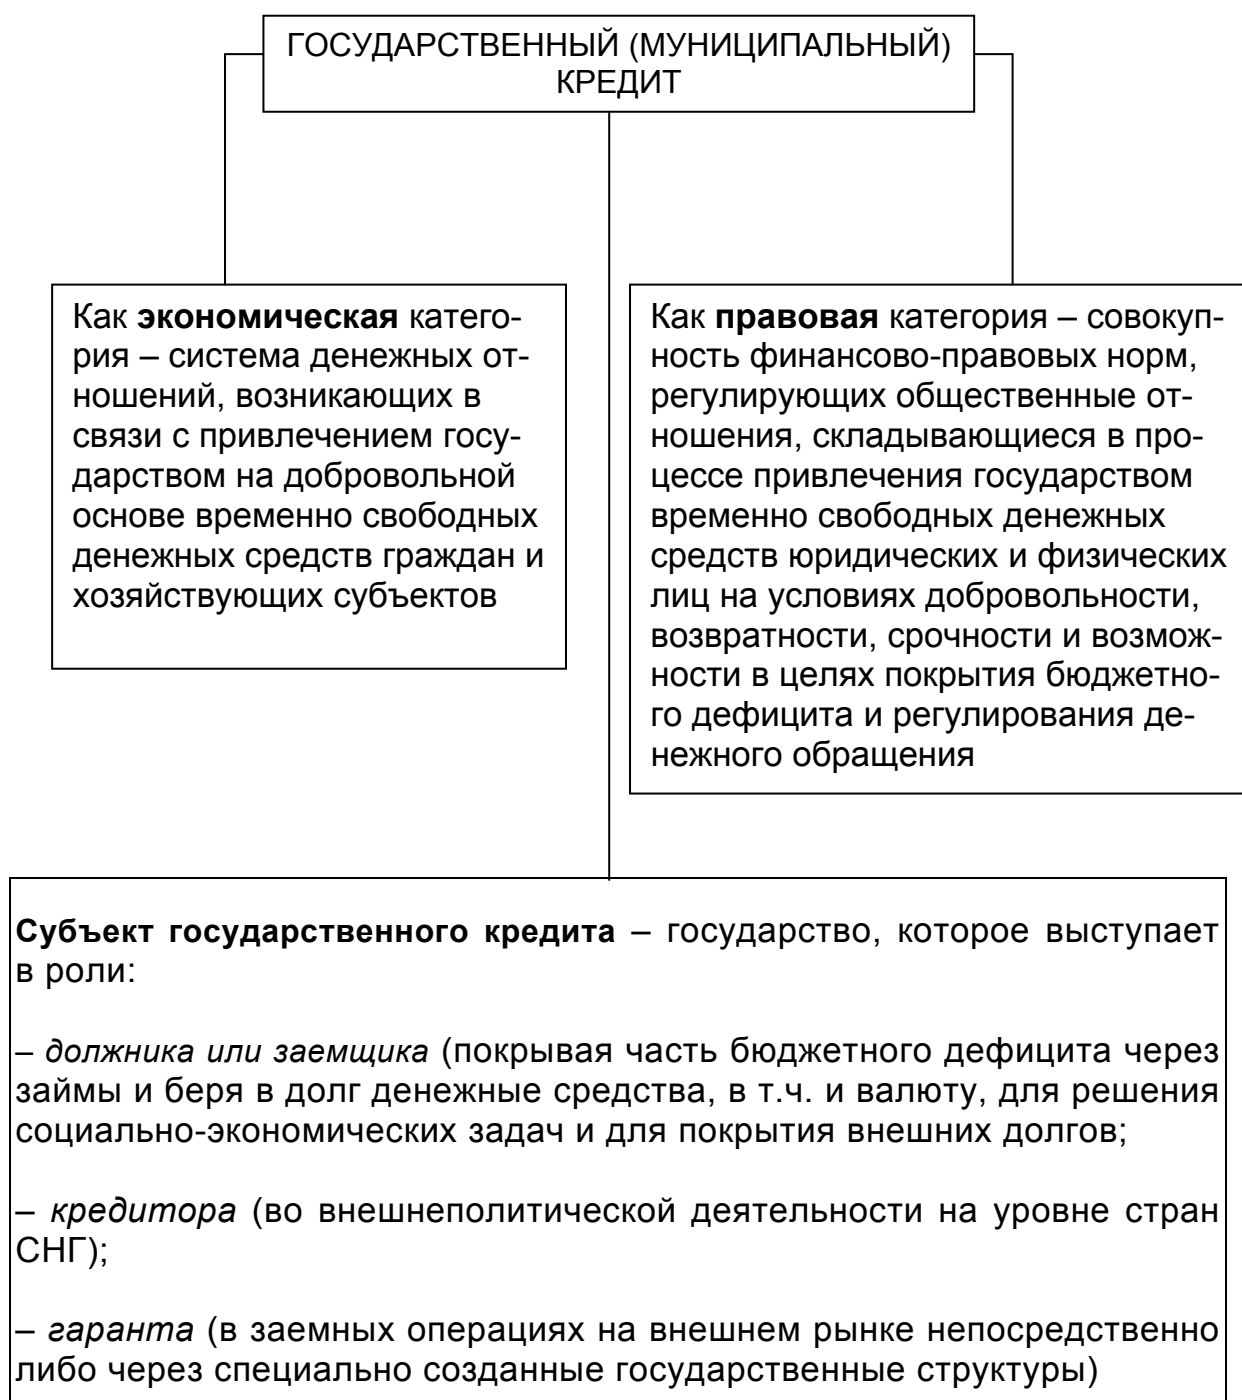 ГОСУДАРСТВЕННЫЙ (МУНИЦИПАЛЬНЫЙ)
КРЕДИТ
Как экономическая катего-
рия – система денежных от-
ношений, возникающих в
связи с привлечением госу-
дарством на добровольной
основе временно свободных
денежных средств граждан и
хозяйствующих субъектов
Как правовая категория – совокуп-
ность финансово-правовых норм,
регулирующих общественные от-
ношения, складывающиеся в про-
цессе привлечения государством
временно свободных денежных
средств юридических и физических
лиц на условиях добровольности,
возвратности, срочности и возмож-
ности в целях покрытия бюджетно-
го дефицита и регулирования де-
нежного обращения
Субъект государственного кредита – государство, которое выступает
в роли:
– должника или заемщика (покрывая часть бюджетного дефицита через
займы и беря в долг денежные средства, в т.ч. и валюту, для решения
социально-экономических задач и для покрытия внешних долгов;
– кредитора (во внешнеполитической деятельности на уровне стран
СНГ);
– гаранта (в заемных операциях на внешнем рынке непосредственно
либо через специально созданные государственные структуры)